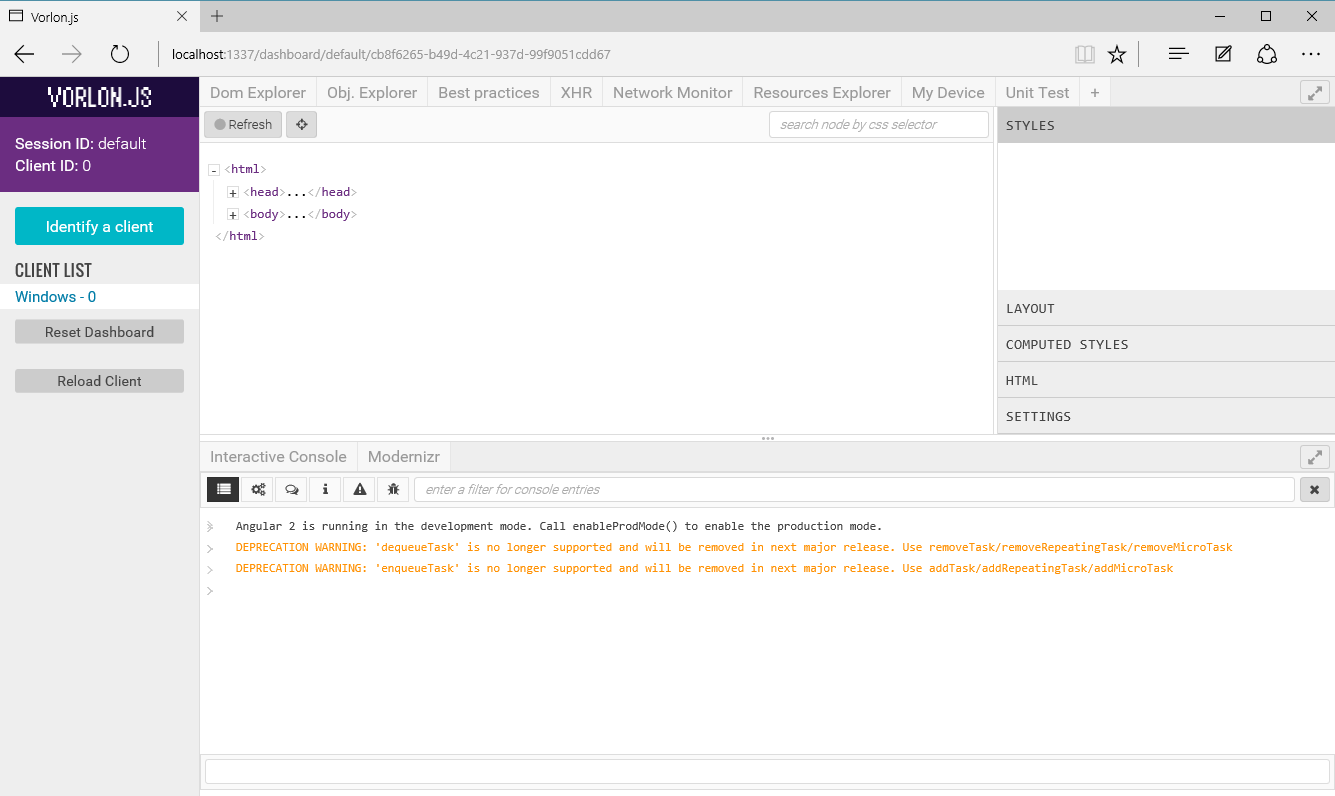 Vorlon.js
localhost:1337/dashboard/default/cb8f6265-b49d-4c21-937d-99f9051cdd67
VORLON.JS
Session ID: default
Client ID: 0
Identify a client
CLIENT LIST
Windows - 0
Reset Dashboard
Reload Client
Dom Explorer Obj. Explorer Best practices XHR Network Monitor Resources Explorer My Device Unit Test +
Refresh search node by css selector
- <html>
+ <head>...</head>
+ <body>...</body>
</html>
STYLES
LAYOUT
COMPUTED STYLES
HTML
SETTINGS
Interactive Console Modernizr
enter a filter for console entries
Angular 2 is running in the development mode. Call enableProdMode() to enable the production mode.
DEPRECATION WARNING: 'dequeueTask' is no longer supported and will be removed in next major release. Use removeTask/removeRepeatingTask/removeMicroTask
DEPRECATION WARNING: 'enqueueTask' is no longer supported and will be removed in next major release. Use addTask/addRepeatingTask/addMicroTask